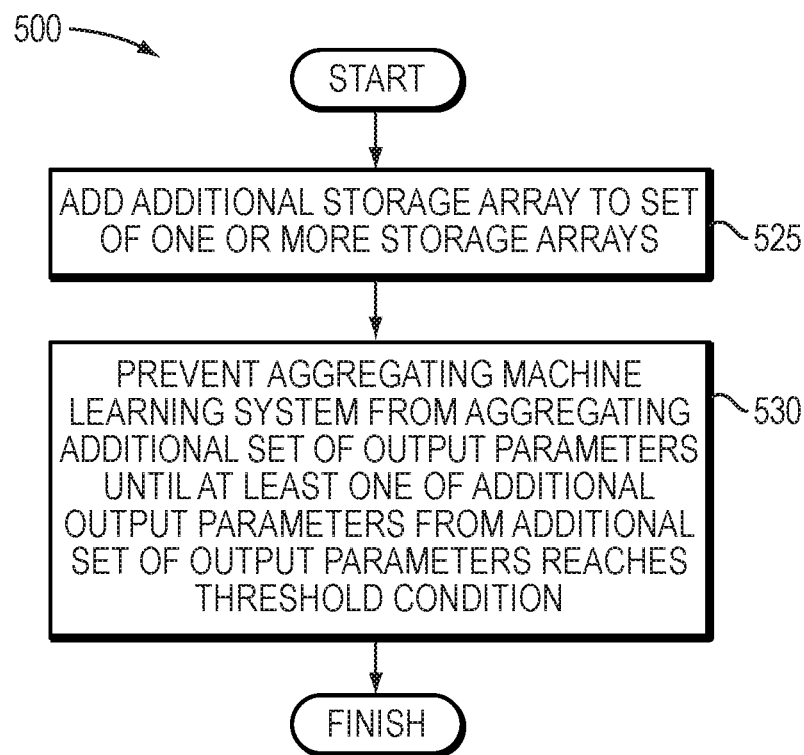 500
START
ADD ADDITIONAL STORAGE ARRAY TO SET
OF ONE OR MORE STORAGE ARRAYS
525
PREVENT AGGREGATING MACHINE
LEARNING SYSTEM FROM AGGREGATING
ADDITIONAL SET OF OUTPUT PARAMETERS
UNTIL AT LEAST ONE OF ADDITIONAL
OUTPUT PARAMETERS FROM ADDITIONAL
SET OF OUTPUT PARAMETERS REACHES
THRESHOLD CONDITION
530
FINISH